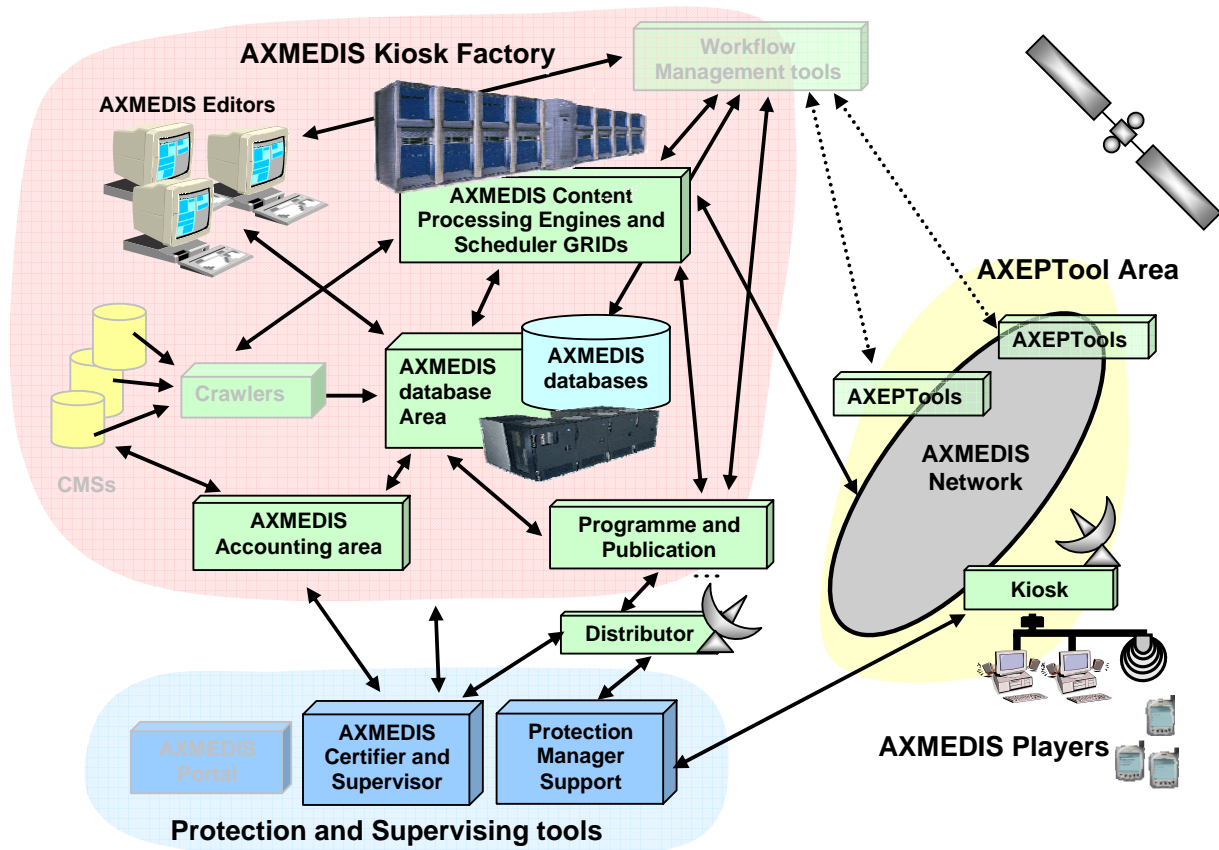 AXMEDIS Kiosk Factory
Workflow
Management tools
AXMEDIS Editors
AXMEDIS Content
Processing Engines and
Scheduler GRIDs
AXEPTool Area
AXEPTools
AXEPTools
AXMEDIS
database
Area
AXMEDIS
databases
Crawlers
CMSs
AXMEDIS
Network
AXMEDIS
Accounting area
Programme and
Publication
...
Kiosk
Distributor
AXMEDIS
Portal
AXMEDIS
Certifier and
Supervisor
Protection
Manager
Support
AXMEDIS Players
Protection and Supervising tools